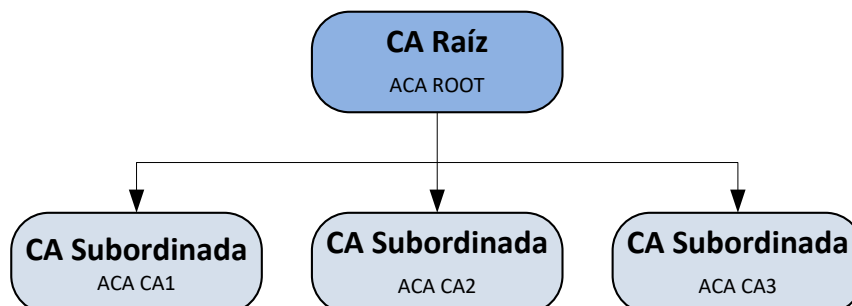 CA Raíz
ACA ROOT
CA Subordinada
ACA CA1
CA Subordinada
ACA CA2
CA Subordinada
ACA CA3